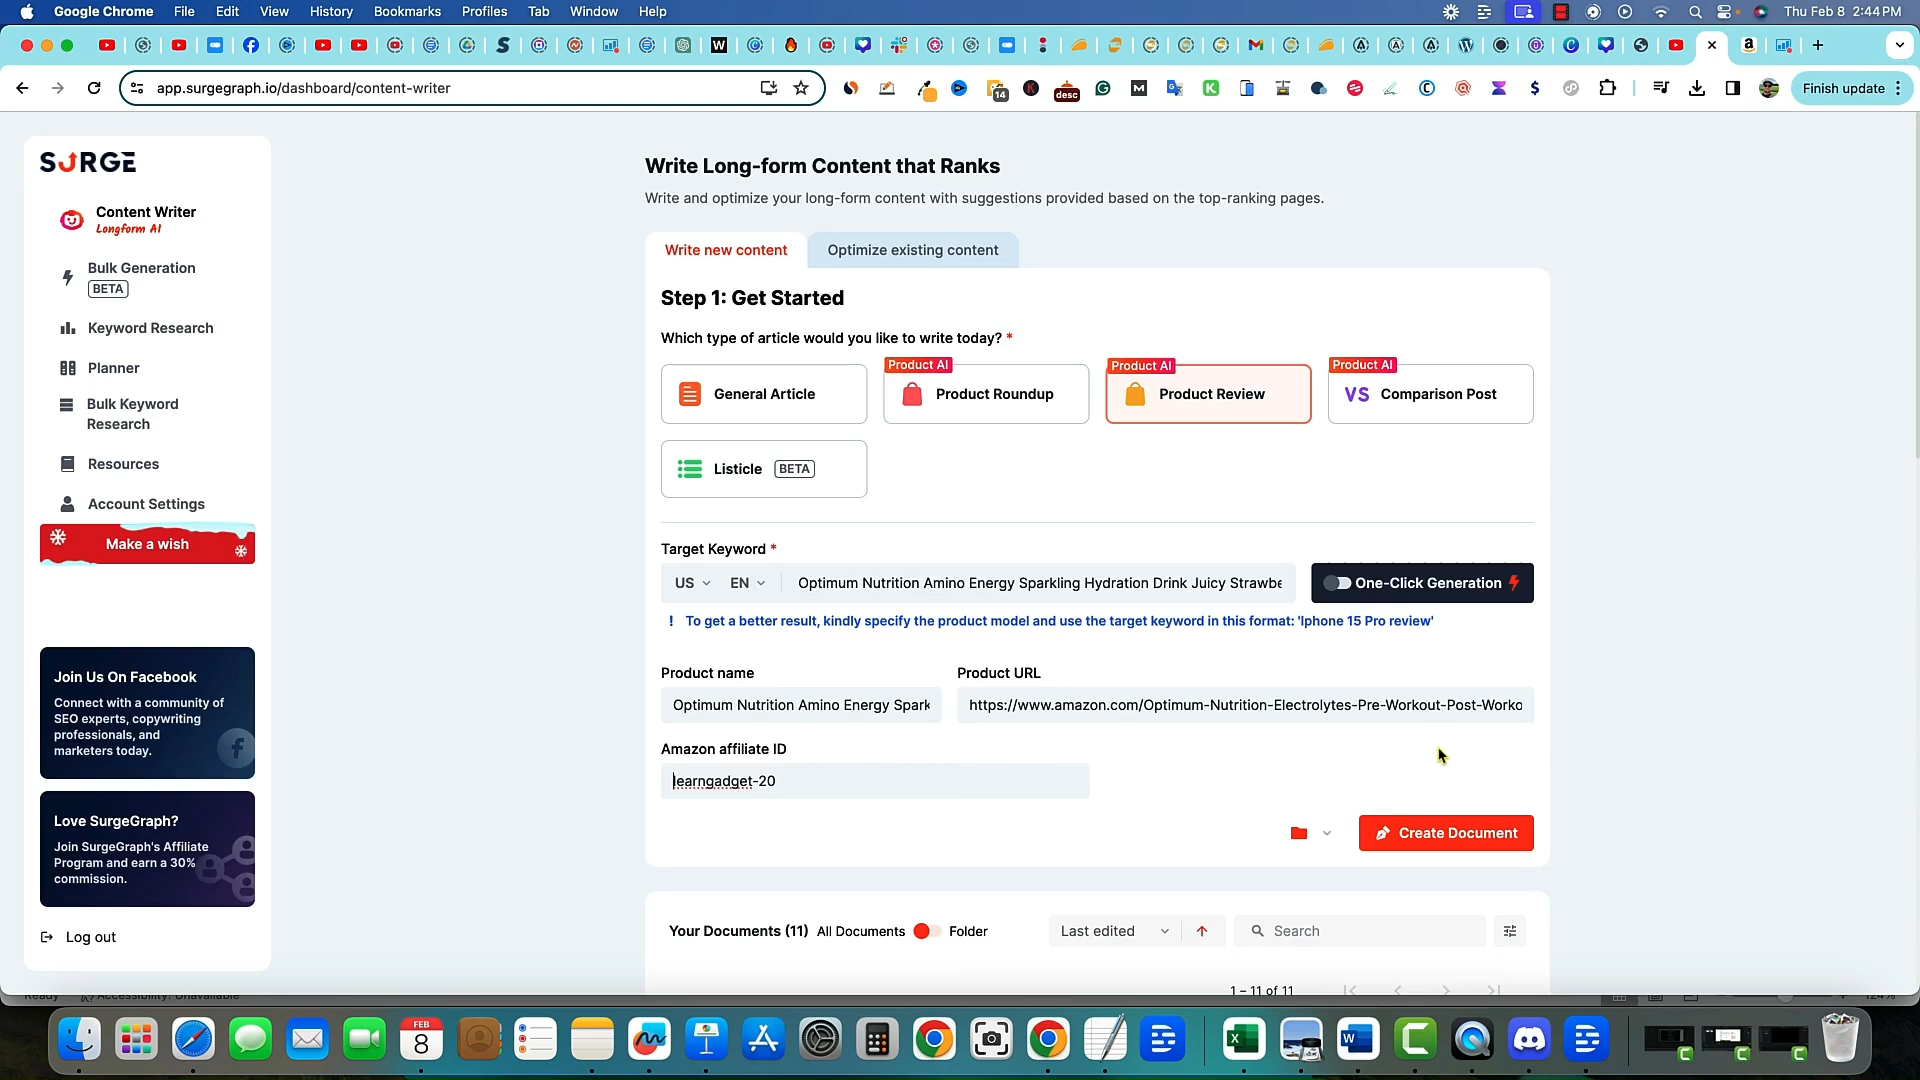 Google Chrome File Edit View History Bookmarks Profiles Tab Window Help Thu Feb 8 2:44 PM
app.surgegraph.io/dashboard/content-writer
14
desc
Finish update
SURGE
Content Writer
Longform AI
Bulk Generation
BETA
Keyword Research
Planner
Bulk Keyword
Research
Resources
Account Settings
Make a wish
Join Us On Facebook
Connect with a community of
SEO experts, copywriting
professionals, and
marketers today.
Love SurgeGraph?
Join SurgeGraph's Affiliate
Program and earn a 30%
commission.
Log out
Write Long-form Content that Ranks
Write and optimize your long-form content with suggestions provided based on the top-ranking pages.
Write new content Optimize existing content
Step 1: Get Started
Which type of article would you like to write today? *
General Article
Product AI
Product Roundup
Product AI
Product Review
Product AI
VS Comparison Post
Listicle BETA
Target Keyword *
US EN Optimum Nutrition Amino Energy Sparkling Hydration Drink Juicy Strawbe
One-Click Generation
! To get a better result, kindly specify the product model and use the target keyword in this format: 'Iphone 15 Pro review'
Product name Product URL
Optimum Nutrition Amino Energy Spark https://www.amazon.com/Optimum-Nutrition-Electrolytes-Pre-Workout-Post-Worko
Amazon affiliate ID
learngadget-20
Create Document
Your Documents (11) All Documents Folder Last edited Search
1 – 11 of 11
Ready Accessibility: Unavailable 124%
FEB
8